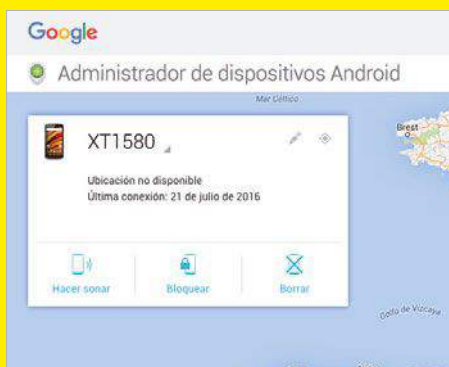 Google
Administrador de dispositivos Android
Mar Céltico
Brest
XT1580
Ubicación no disponible
Última conexión: 21 de julio de 2016
Hacer sonar
Bloquear
Borrar
Golfo de Vizcaya